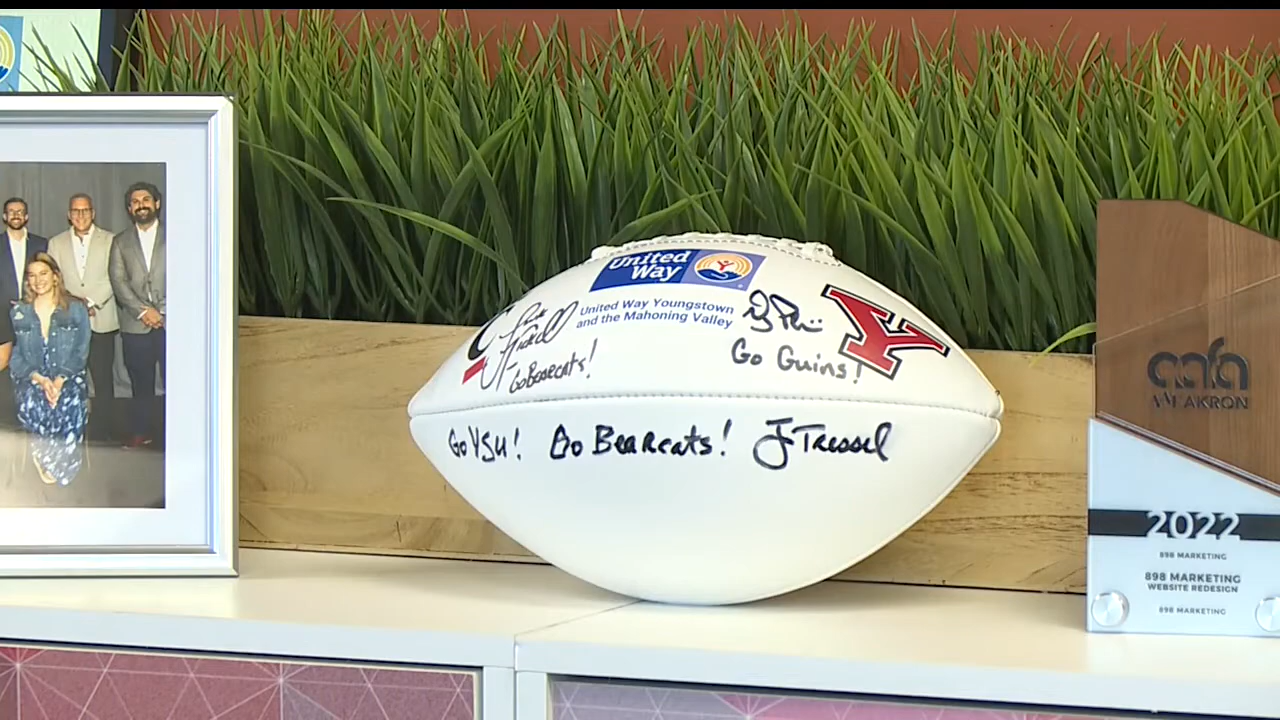 United
Way
United Way Youngstown
and the Mahoning Valley
Go Bearcats!
Go Guins!
Y
Go YSU! Go Bearcats! J Tressel
aafa
AKRON
2022
898 MARKETING
898 MARKETING
WEBSITE REDESIGN
898 MARKETING